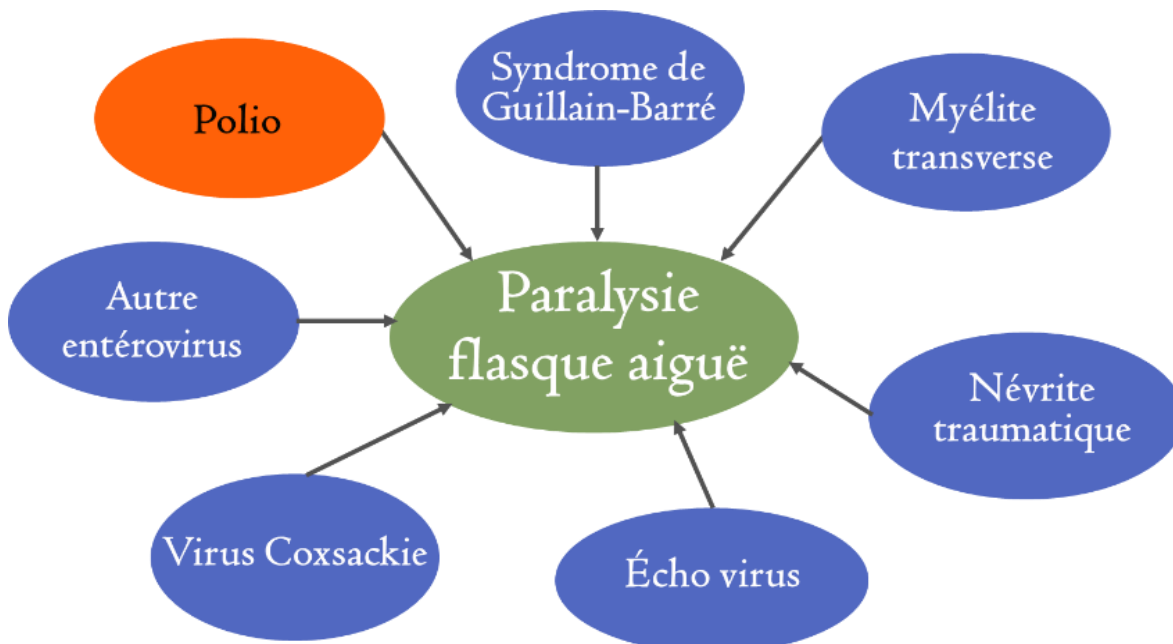 Polio
Syndrome de
Guillain-Barré
Myélite
transverse
Autre
entérovirus
Paralysie
flasque aiguë
Névrite
traumatique
Virus Coxsackie
Écho virus